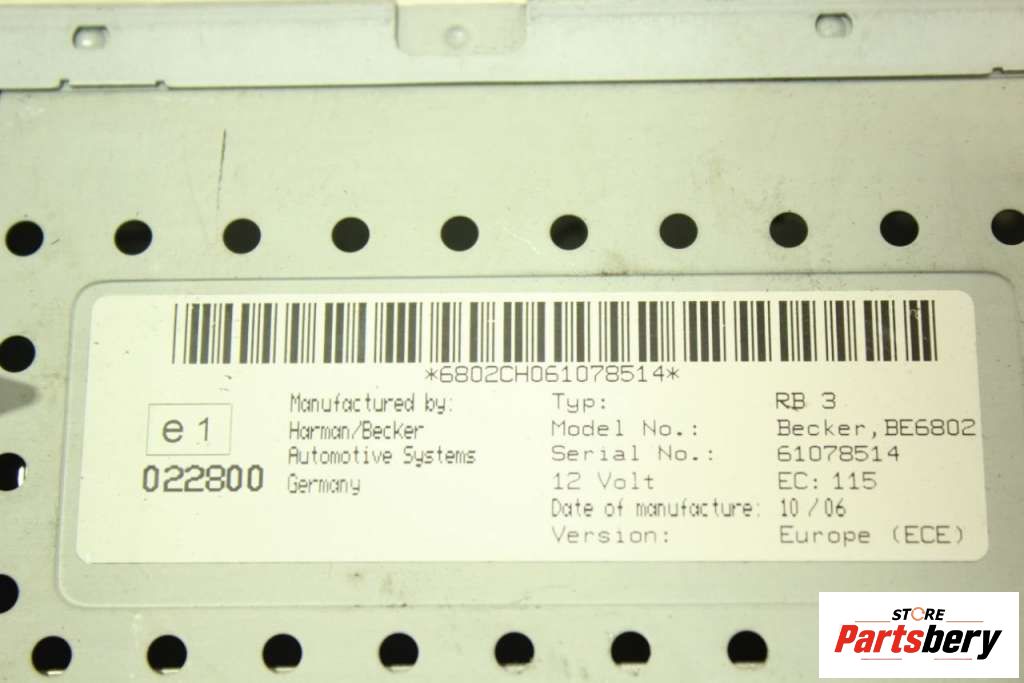 *6802CH061078514*
e1
022800
Manufactured by:
Harman/Becker
Automotive Systems
Germany
Typ: RB 3
Model No.: Becker,BE6802
Serial No.: 61078514
12 Volt EC: 115
Date of manufacture: 10/06
Version: Europe (ECE)
STORE
Partsbery